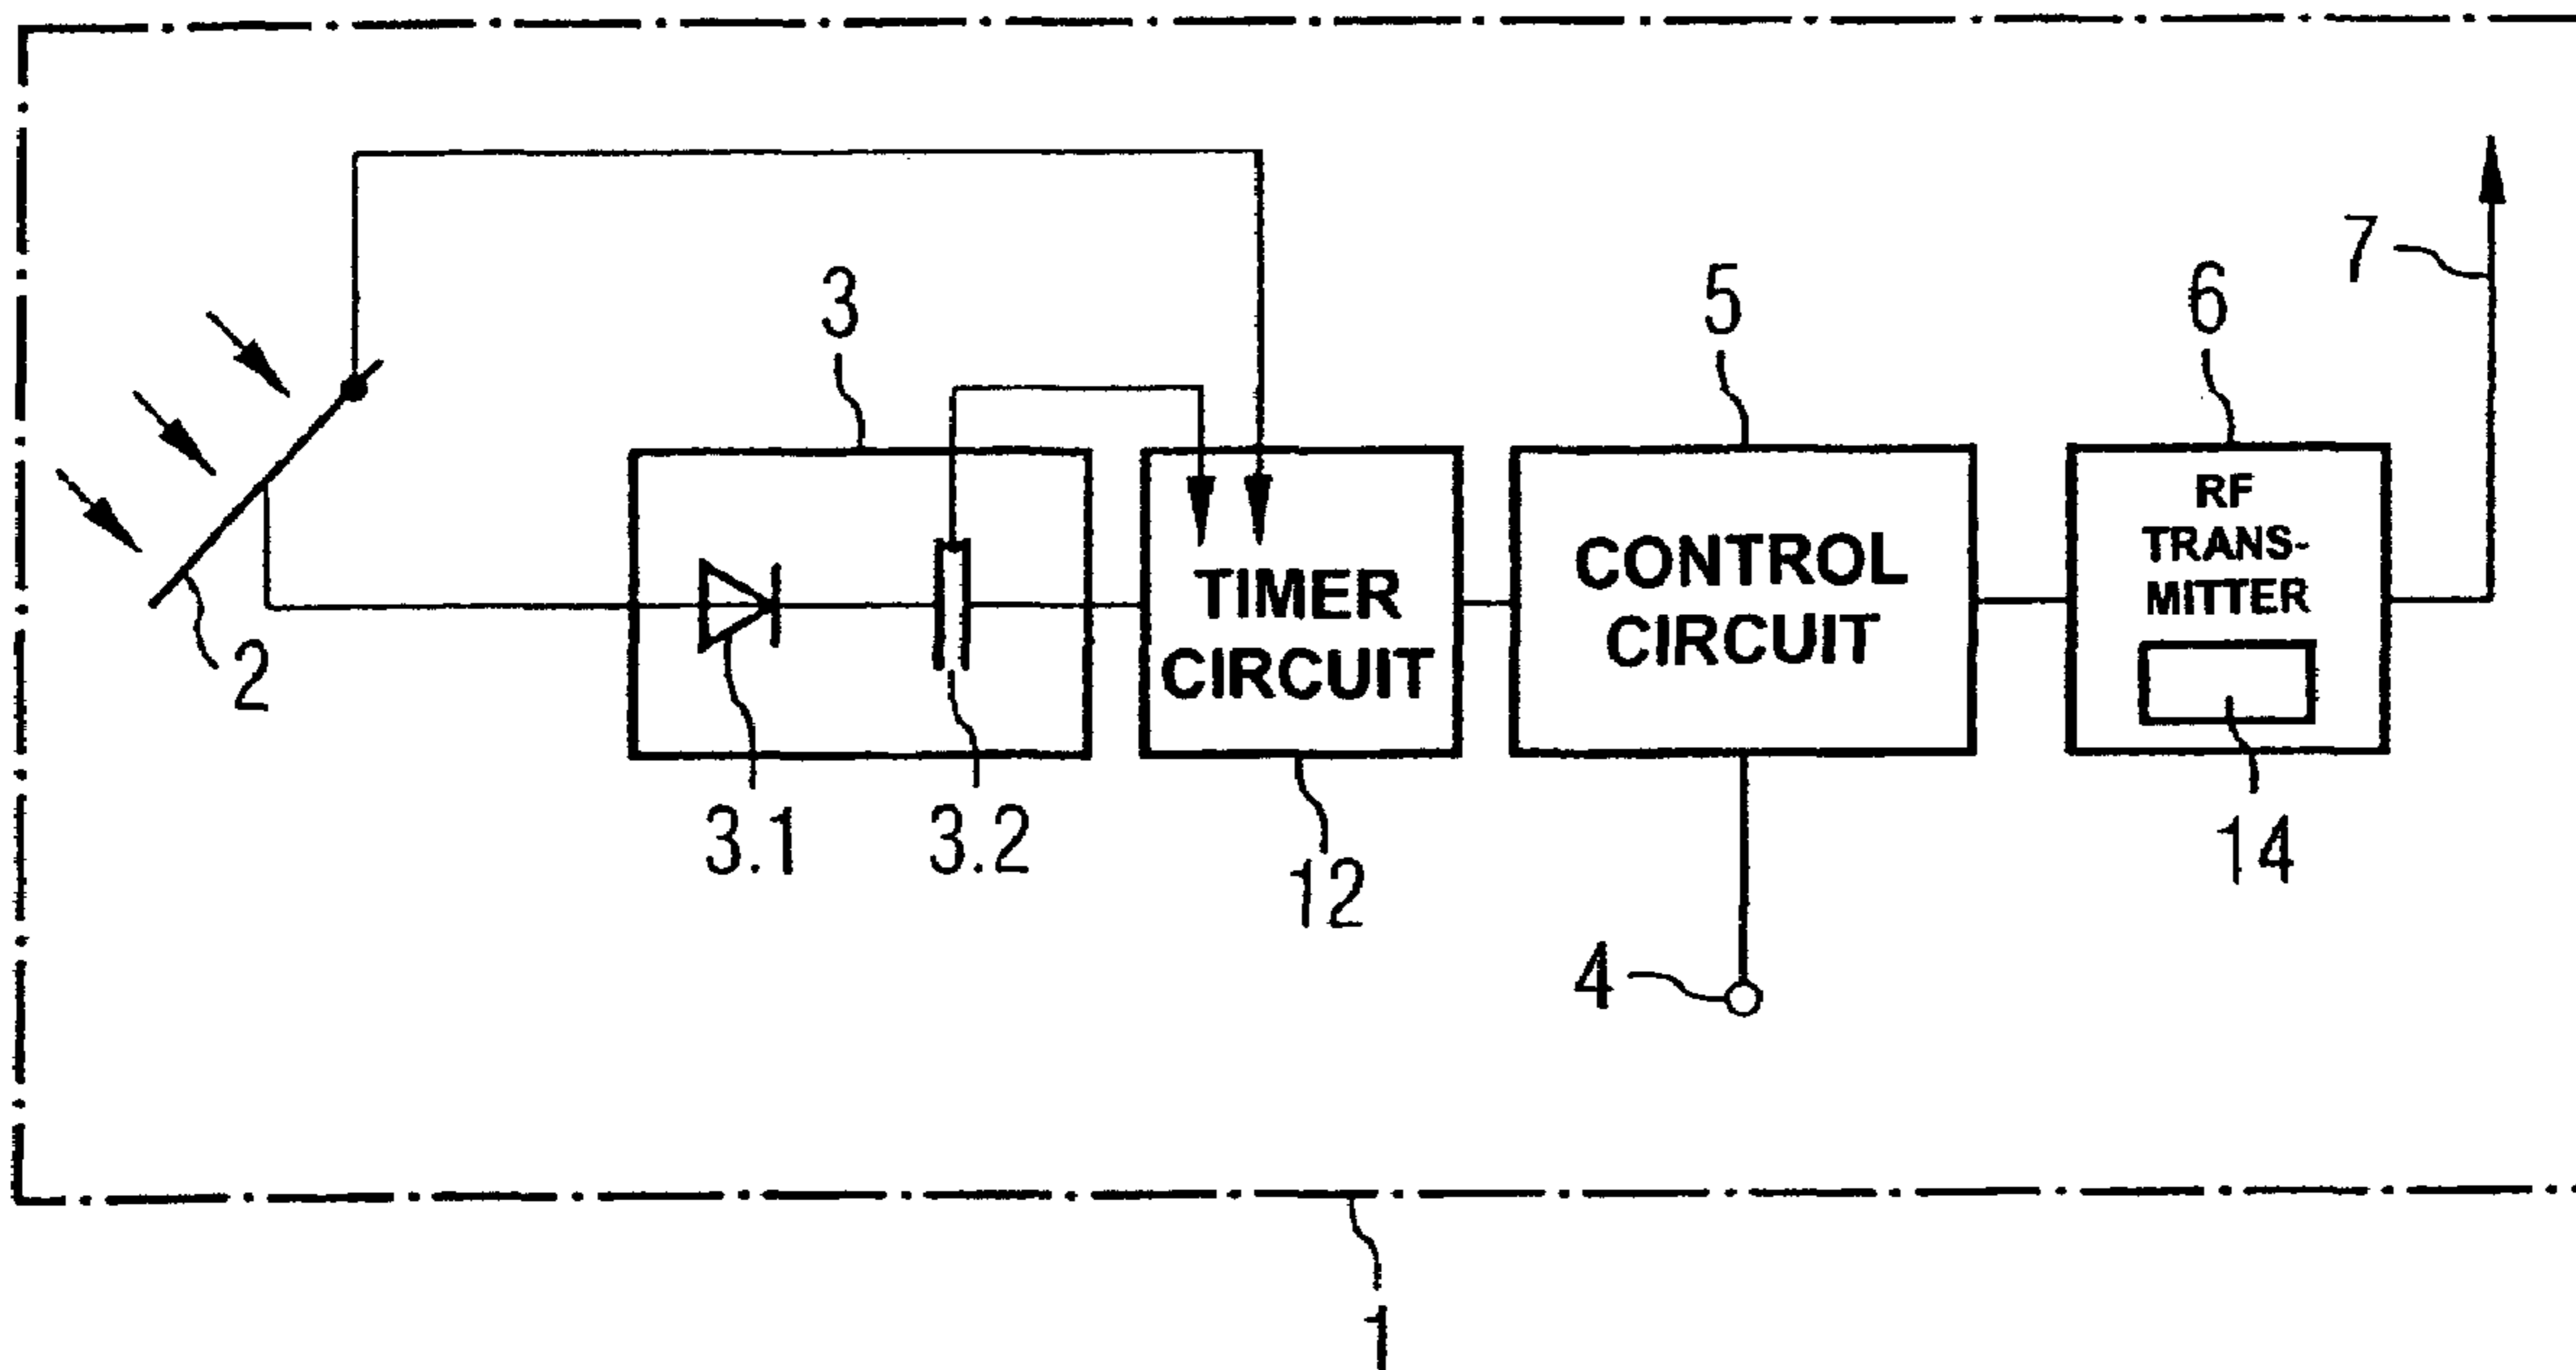 7
3
5
6
RF
TRANS-
MITTER
CONTROL
CIRCUIT
TIMER
CIRCUIT
2
3.1
3.2
12
14
4
1